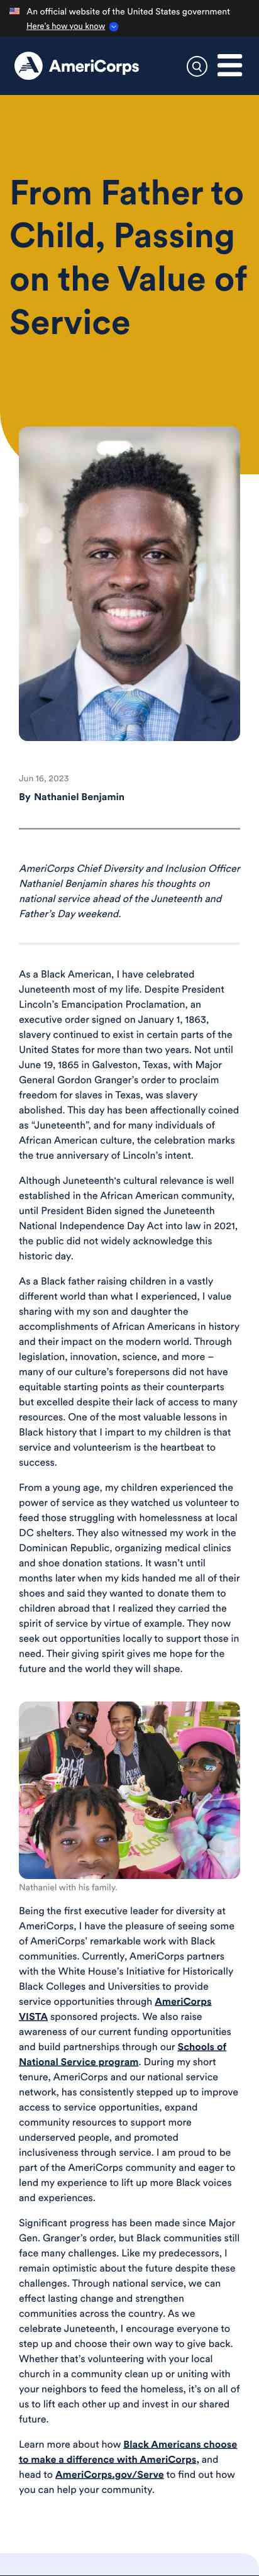 An official website of the United States government
Here's how you know
AmeriCorps
From Father to
Child, Passing
on the Value of
Service
Jun 16, 2023
By Nathaniel Benjamin
AmeriCorps Chief Diversity and Inclusion Officer
Nathaniel Benjamin shares his thoughts on
national service ahead of the Juneteenth and
Father's Day weekend.
As a Black American, I have celebrated
Juneteenth most of my life. Despite President
Lincoln's Emancipation Proclamation, an
executive order signed on January 1, 1863,
slavery continued to exist in certain parts of the
United States for more than two years. Not until
June 19, 1865 in Galveston, Texas, with Major
General Gordon Granger's order to proclaim
freedom for slaves in Texas, was slavery
abolished. This day has been affectionally coined
as “Juneteenth”, and for many individuals of
African American culture, the celebration marks
the true anniversary of Lincoln's intent.
Although Juneteenth's cultural relevance is well
established in the African American community,
until President Biden signed the Juneteenth
National Independence Day Act into law in 2021,
the public did not widely acknowledge this
historic day.
As a Black father raising children in a vastly
different world than what I experienced, I value
sharing with my son and daughter the
accomplishments of African Americans in history
and their impact on the modern world. Through
legislation, innovation, science, and more –
many of our culture's forepersons did not have
equitable starting points as their counterparts
but excelled despite their lack of access to many
resources. One of the most valuable lessons in
Black history that I impart to my children is that
service and volunteerism is the heartbeat to
success.
From a young age, my children experienced the
power of service as they watched us volunteer to
feed those struggling with homelessness at local
DC shelters. They also witnessed my work in the
Dominican Republic, organizing medical clinics
and shoe donation stations. It wasn't until
months later when my kids handed me all of their
shoes and said they wanted to donate them to
children abroad that I realized they carried the
spirit of service by virtue of example. They now
seek out opportunities locally to support those in
need. Their giving spirit gives me hope for the
future and the world they will shape.
Nathaniel with his family.
Being the first executive leader for diversity at
AmeriCorps, I have the pleasure of seeing some
of AmeriCorps' remarkable work with Black
communities. Currently, AmeriCorps partners
with the White House's Initiative for Historically
Black Colleges and Universities to provide
service opportunities through AmeriCorps
VISTA sponsored projects. We also raise
awareness of our current funding opportunities
and build partnerships through our Schools of
National Service program. During my short
tenure, AmeriCorps and our national service
network, has consistently stepped up to improve
access to service opportunities, expand
community resources to support more
underserved people, and promoted
inclusiveness through service. I am proud to be
part of the AmeriCorps community and eager to
lend my experience to lift up more Black voices
and experiences.
Significant progress has been made since Major
Gen. Granger's order, but Black communities still
face many challenges. Like my predecessors, I
remain optimistic about the future despite these
challenges. Through national service, we can
effect lasting change and strengthen
communities across the country. As we
celebrate Juneteenth, I encourage everyone to
step up and choose their own way to give back.
Whether that's volunteering with your local
church in a community clean up or uniting with
your neighbors to feed the homeless, it's on all of
us to lift each other up and invest in our shared
future.
Learn more about how Black Americans choose
to make a difference with AmeriCorps, and
head to AmeriCorps.gov/Serve to find out how
you can help your community.